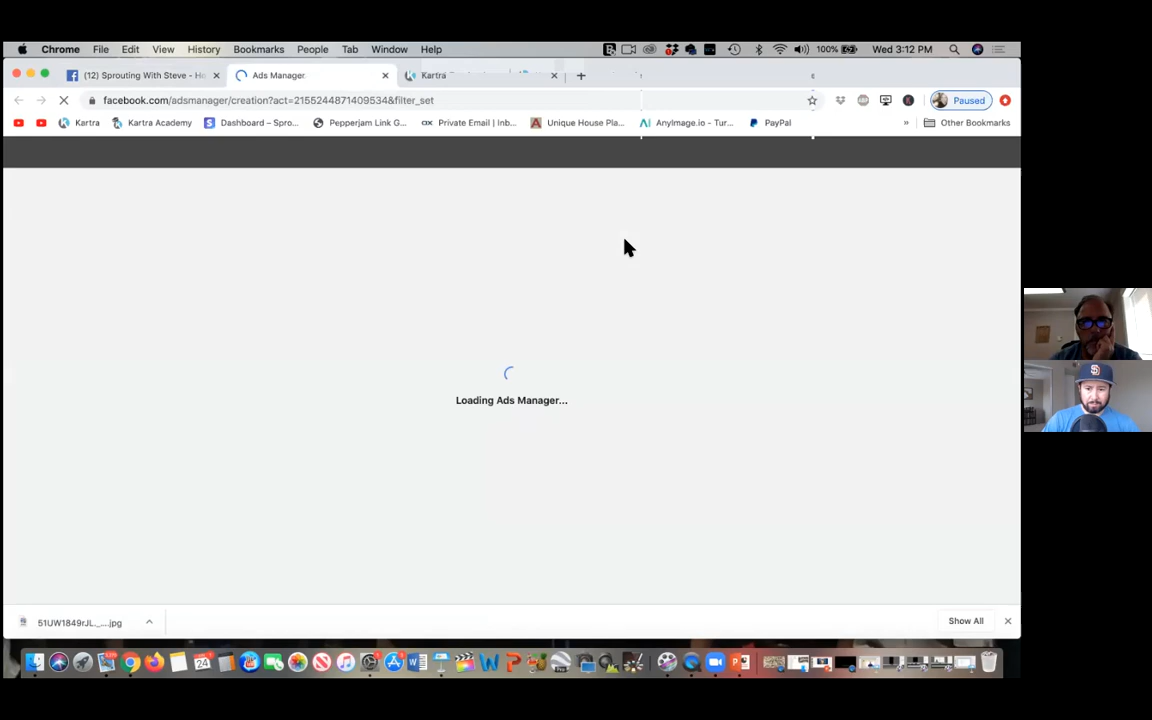 Chrome File Edit View History Bookmarks People Tab Window Help 100% Wed 3:12 PM
(12) Sprouting With Steve - Ho Ads Manager Kartra
facebook.com/adsmanager/creation?act=2155244871409534&filter_set Paused
Kartra Kartra Academy Dashboard – Spro... Pepperjam Link G... Private Email | Inb... Unique House Pla... AnyImage.io - Tur... PayPal » Other Bookmarks
Loading Ads Manager...
51UW1849rJL._....jpg Show All
24